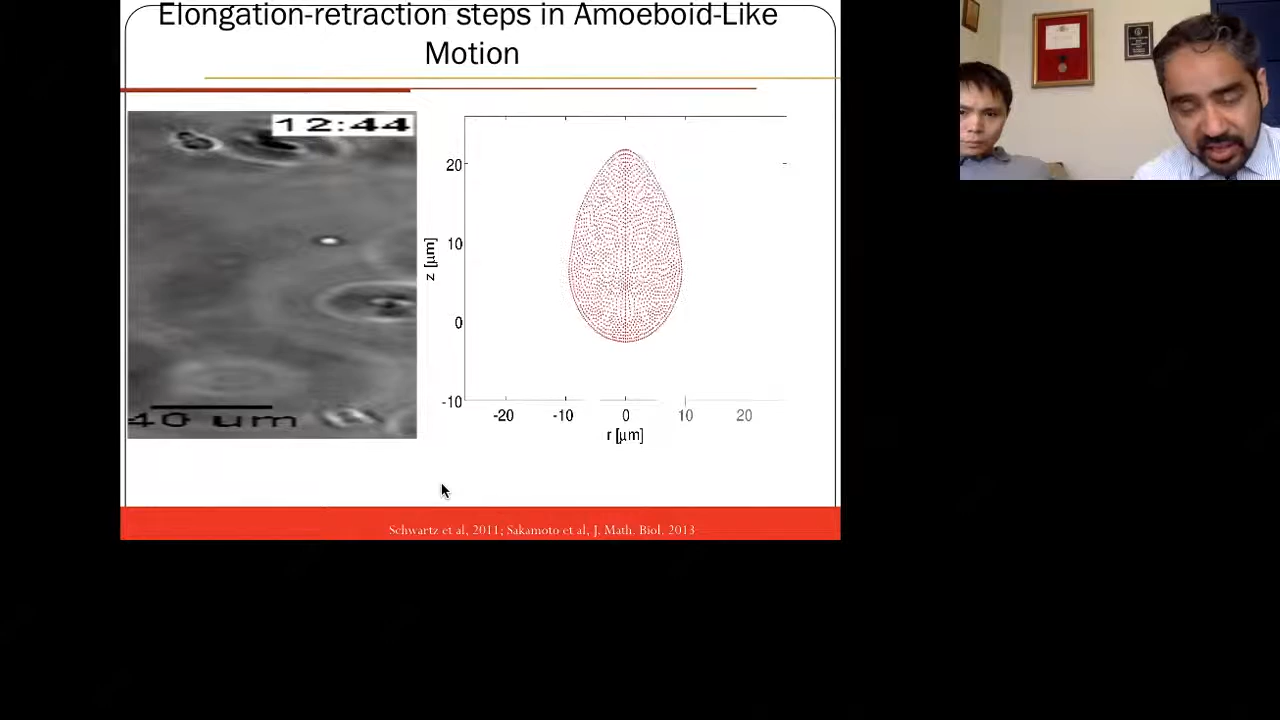 Elongation-retraction steps in Amoeboid-Like
Motion
12:44
40 um
20
10
0
-10
z [μm]
-20 -10 0 10 20
r [μm]
Schwartz et al, 2011; Sakamoto et al, J. Math. Biol. 2013